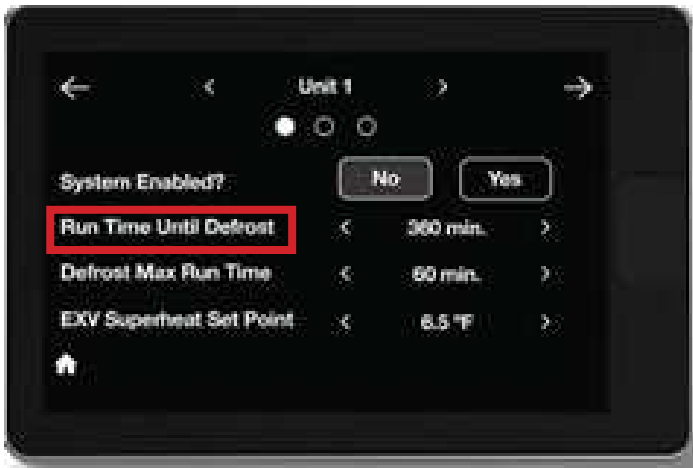 Unit 1
System Enabled? No Yes
Run Time Until Defrost 360 min.
Defrost Max Run Time 60 min.
EXV Superheat Set Point 6.5 °F